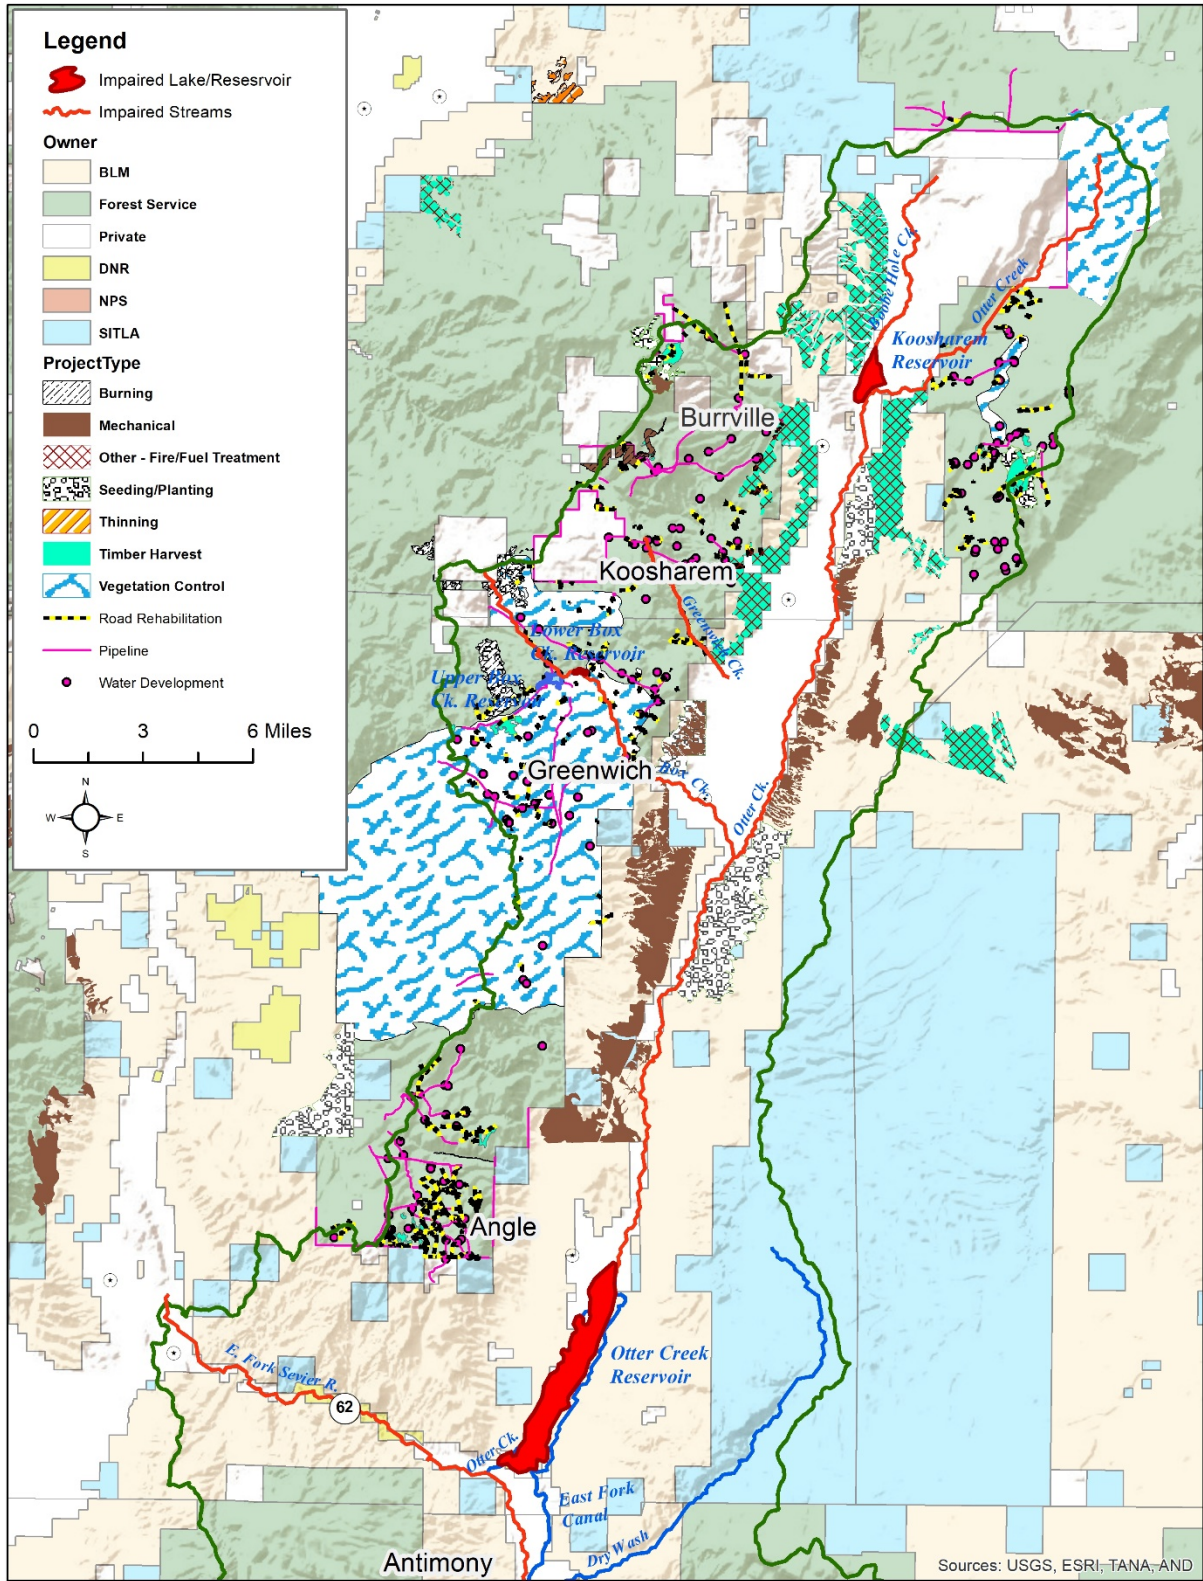 Legend
Impaired Lake/Resesrvoir
Impaired Streams
Owner
BLM
Forest Service
Private
DNR
NPS
SITLA
ProjectType
Burning
Mechanical
Other - Fire/Fuel Treatment
Seeding/Planting
Thinning
Timber Harvest
Vegetation Control
Road Rehabilitation
Pipeline
Water Development
0 3 6 Miles
N
W E
S
Boobe Hole Ck.
Otter Creek
Koosharem
Reservoir
Burrville
Koosharem
Greenwich Ck.
Lower Box
Ck. Reservoir
Upper Box
Ck. Reservoir
Greenwich
Box Ck.
Otter Ck.
Angle
Otter Creek
Reservoir
E. Fork Sevier R.
62
Otter Ck.
East Fork
Canal
Dry Wash
Antimony
Sources: USGS, ESRI, TANA, AND